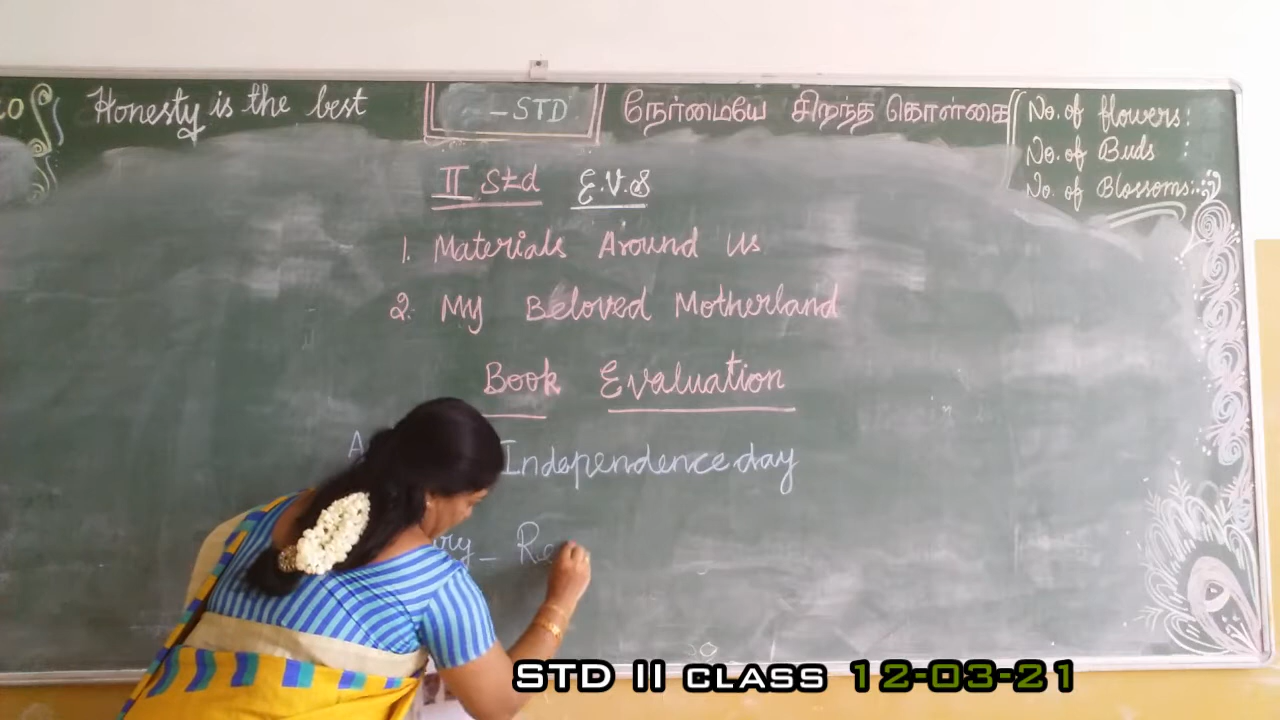 Honesty is the best
– STD
நேர்மையே சிறந்த கொள்கை
No. of flowers:
No. of Buds :
No. of Blossoms:
II Std E.V.S
1. Materials Around us
2. My Beloved Motherland
Book Evaluation
Independence day
– Re
STD II CLASS 12-03-21